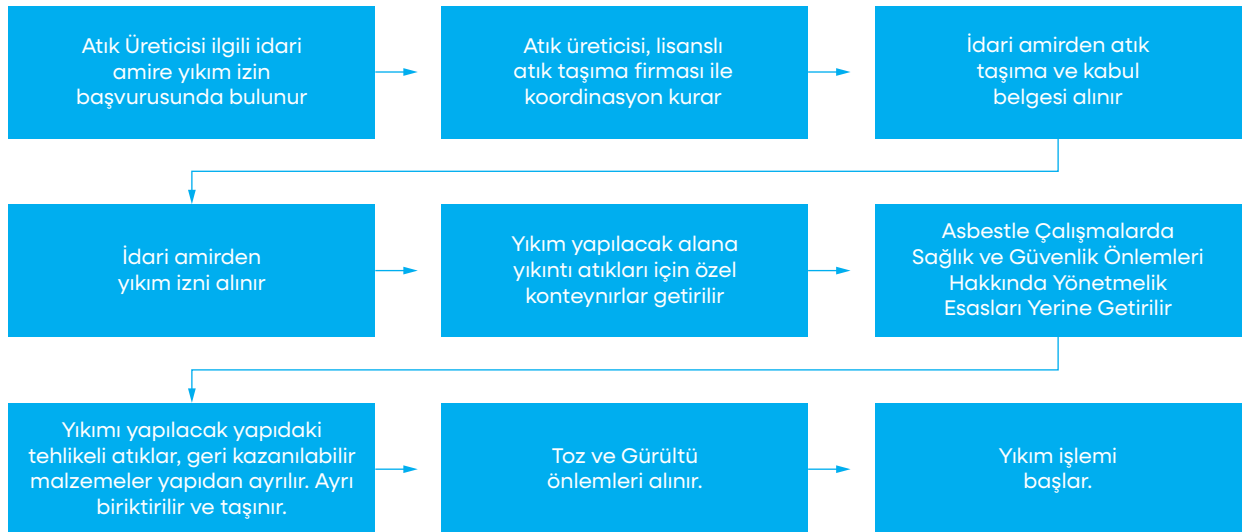 Atık Üreticisi ilgili idari
amire yıkım izin
başvurusunda bulunur
Atık üreticisi, lisanslı
atık taşıma firması ile
koordinasyon kurar
İdari amirden atık
taşıma ve kabul
belgesi alınır
İdari amirden
yıkım izni alınır
Yıkım yapılacak alana
yıkıntı atıkları için özel
konteynırlar getirilir
Asbestle Çalışmalarda
Sağlık ve Güvenlik Önlemleri
Hakkında Yönetmelik
Esasları Yerine Getirilir
Yıkımı yapılacak yapıdaki
tehlikeli atıklar, geri kazanılabilir
malzemeler yapıdan ayrılır. Ayrı
biriktirilir ve taşınır.
Toz ve Gürültü
önlemleri alınır.
Yıkım işlemi
başlar.